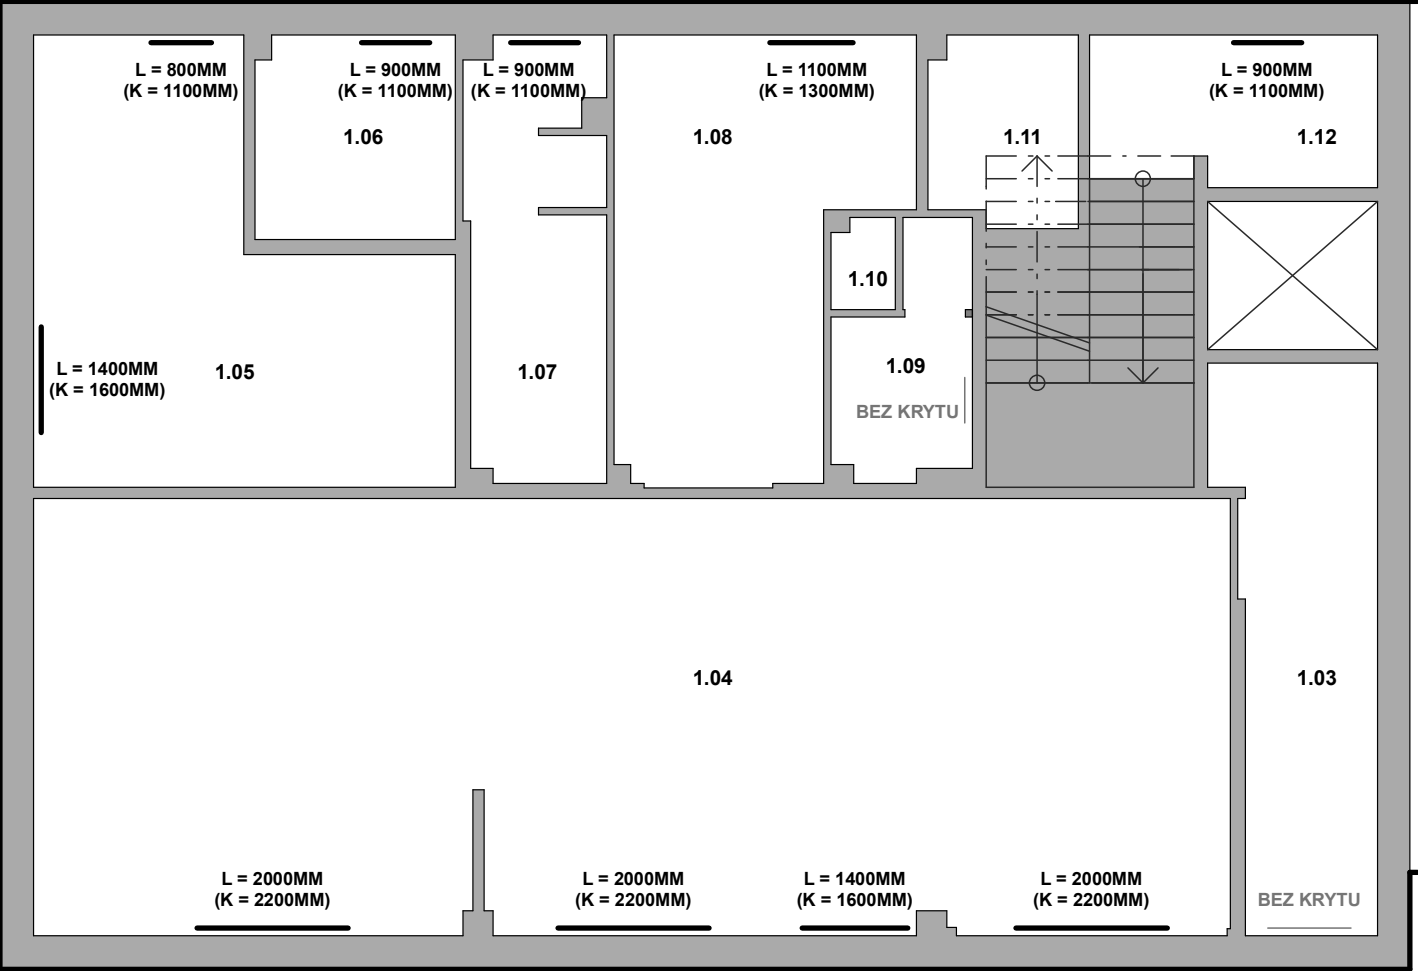 L = 800MM
(K = 1100MM)
L = 900MM
(K = 1100MM)
L = 900MM
(K = 1100MM)
L = 1100MM
(K = 1300MM)
L = 900MM
(K = 1100MM)
1.06
1.08
1.11
1.12
1.10
L = 1400MM
(K = 1600MM)
1.05
1.07
1.09
BEZ KRYTU
1.04
1.03
L = 2000MM
(K = 2200MM)
L = 2000MM
(K = 2200MM)
L = 1400MM
(K = 1600MM)
L = 2000MM
(K = 2200MM)
BEZ KRYTU